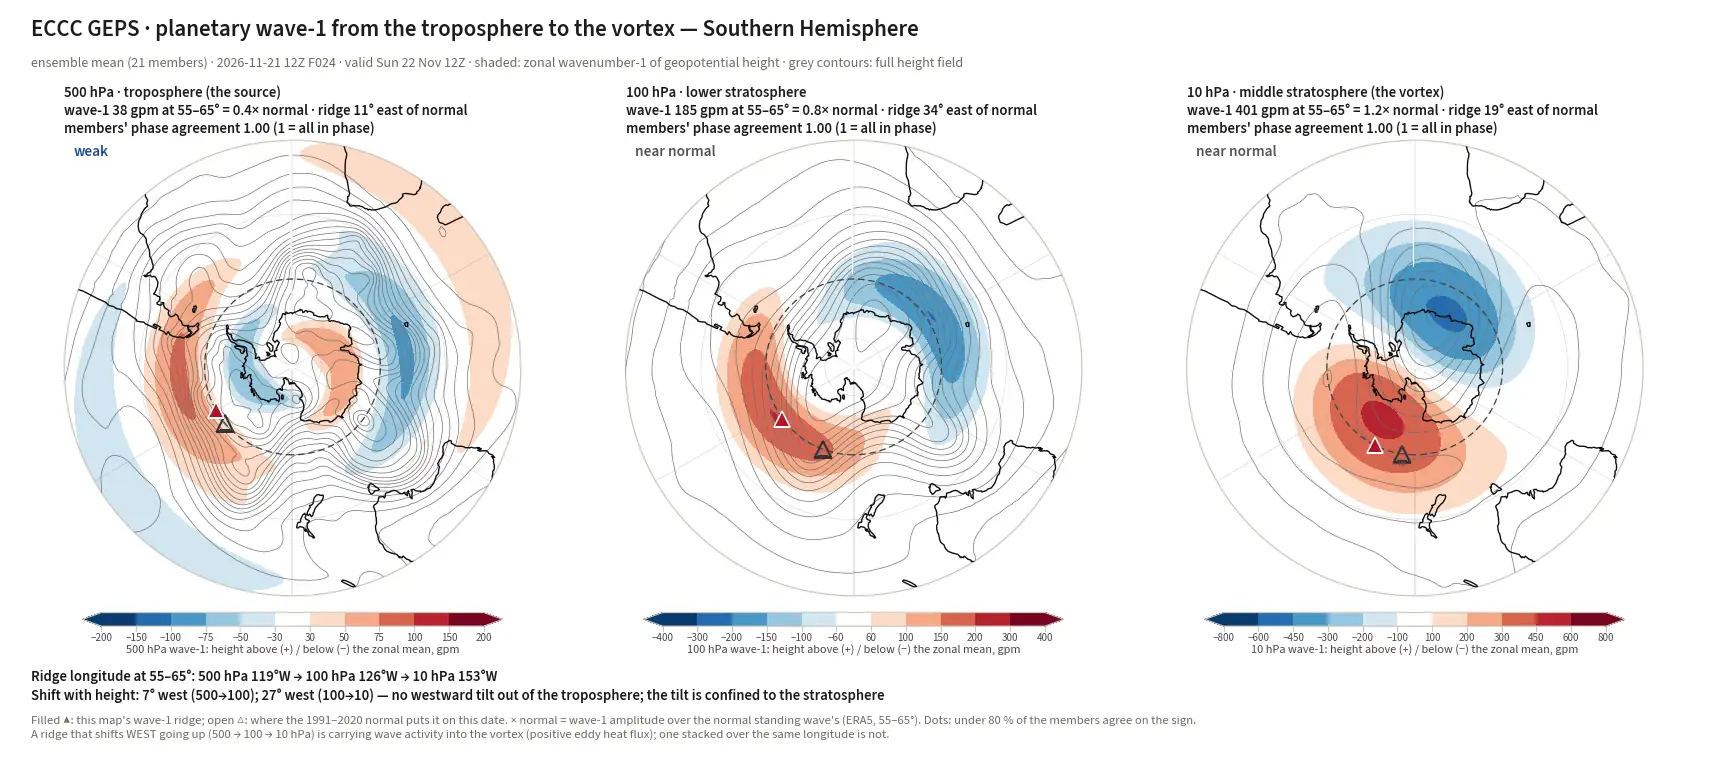 ECCC GEPS · planetary wave-1 from the troposphere to the vortex — Southern Hemisphere
ensemble mean (21 members) · 2026-11-21 12Z F024 · valid Sun 22 Nov 12Z · shaded: zonal wavenumber-1 of geopotential height · grey contours: full height field
500 hPa · troposphere (the source)
wave-1 38 gpm at 55–65° = 0.4× normal · ridge 11° east of normal
members' phase agreement 1.00 (1 = all in phase)
weak
100 hPa · lower stratosphere
wave-1 185 gpm at 55–65° = 0.8× normal · ridge 34° east of normal
members' phase agreement 1.00 (1 = all in phase)
near normal
10 hPa · middle stratosphere (the vortex)
wave-1 401 gpm at 55–65° = 1.2× normal · ridge 19° east of normal
members' phase agreement 1.00 (1 = all in phase)
near normal
−200 −150 −100 −75 −50 −30 30 50 75 100 150 200
500 hPa wave-1: height above (+) / below (−) the zonal mean, gpm
−400 −300 −200 −150 −100 −60 60 100 150 200 300 400
100 hPa wave-1: height above (+) / below (−) the zonal mean, gpm
−800 −600 −450 −300 −200 −100 100 200 300 450 600 800
10 hPa wave-1: height above (+) / below (−) the zonal mean, gpm
Ridge longitude at 55–65°: 500 hPa 119°W → 100 hPa 126°W → 10 hPa 153°W
Shift with height: 7° west (500→100); 27° west (100→10) — no westward tilt out of the troposphere; the tilt is confined to the stratosphere
Filled ▲: this map's wave-1 ridge; open △: where the 1991–2020 normal puts it on this date. × normal = wave-1 amplitude over the normal standing wave's (ERA5, 55–65°). Dots: under 80 % of the members agree on the sign.
A ridge that shifts WEST going up (500 → 100 → 10 hPa) is carrying wave activity into the vortex (positive eddy heat flux); one stacked over the same longitude is not.